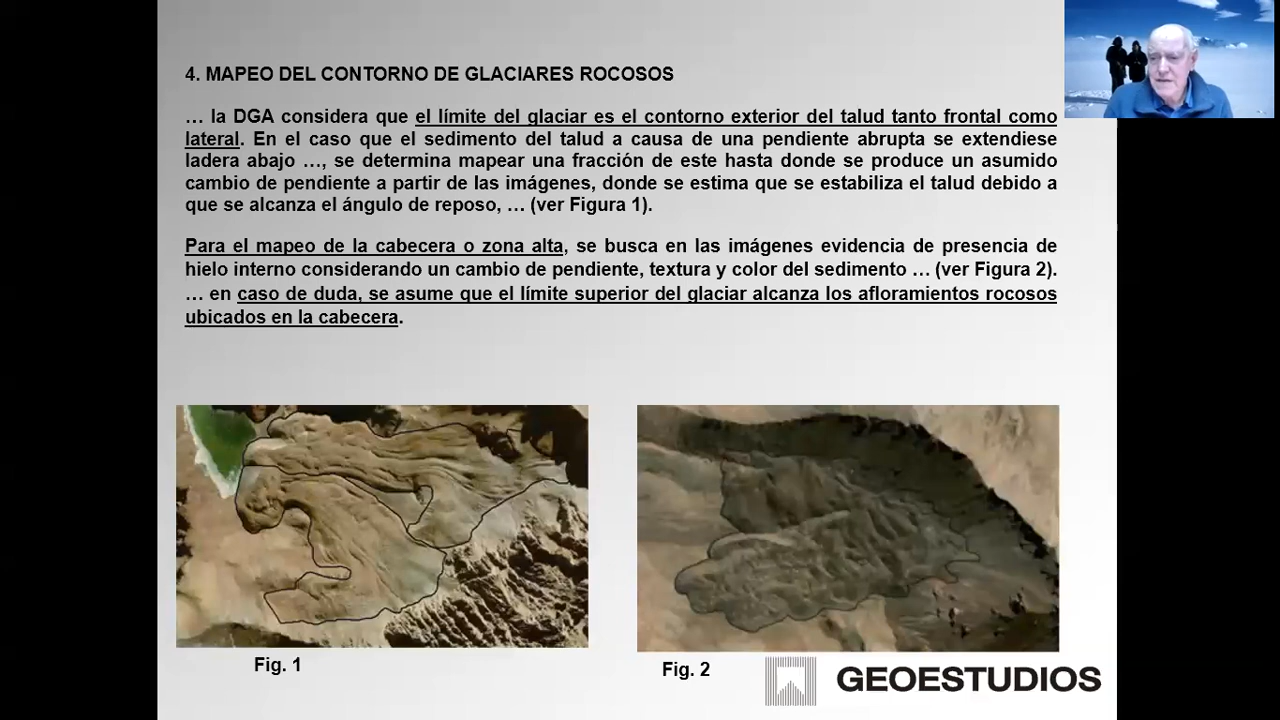 4. MAPEO DEL CONTORNO DE GLACIARES ROCOSOS
… la DGA considera que el límite del glaciar es el contorno exterior del talud tanto frontal como
lateral. En el caso que el sedimento del talud a causa de una pendiente abrupta se extendiese
ladera abajo …, se determina mapear una fracción de este hasta donde se produce un asumido
cambio de pendiente a partir de las imágenes, donde se estima que se estabiliza el talud debido a
que se alcanza el ángulo de reposo, … (ver Figura 1).
Para el mapeo de la cabecera o zona alta, se busca en las imágenes evidencia de presencia de
hielo interno considerando un cambio de pendiente, textura y color del sedimento … (ver Figura 2).
… en caso de duda, se asume que el límite superior del glaciar alcanza los afloramientos rocosos
ubicados en la cabecera.
Fig. 1
Fig. 2
GEOESTUDIOS